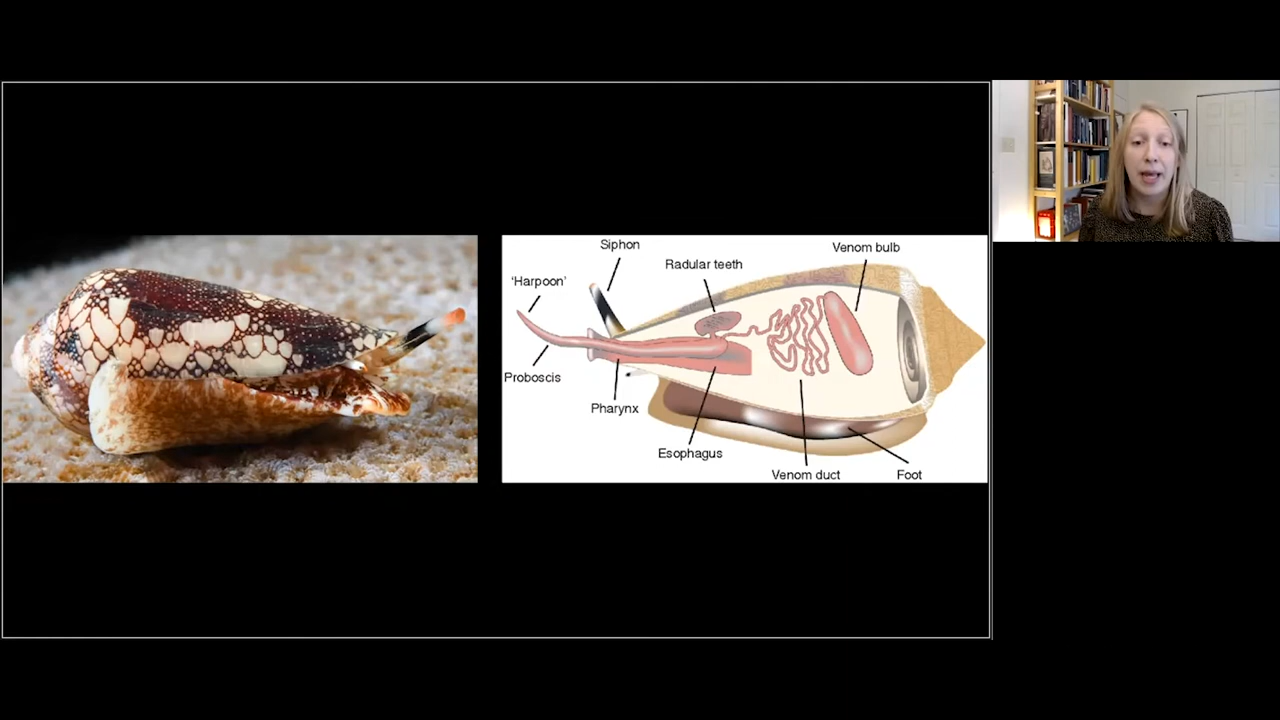 Siphon
Venom bulb
Radular teeth
‘Harpoon’
Proboscis
Pharynx
Esophagus
Venom duct
Foot